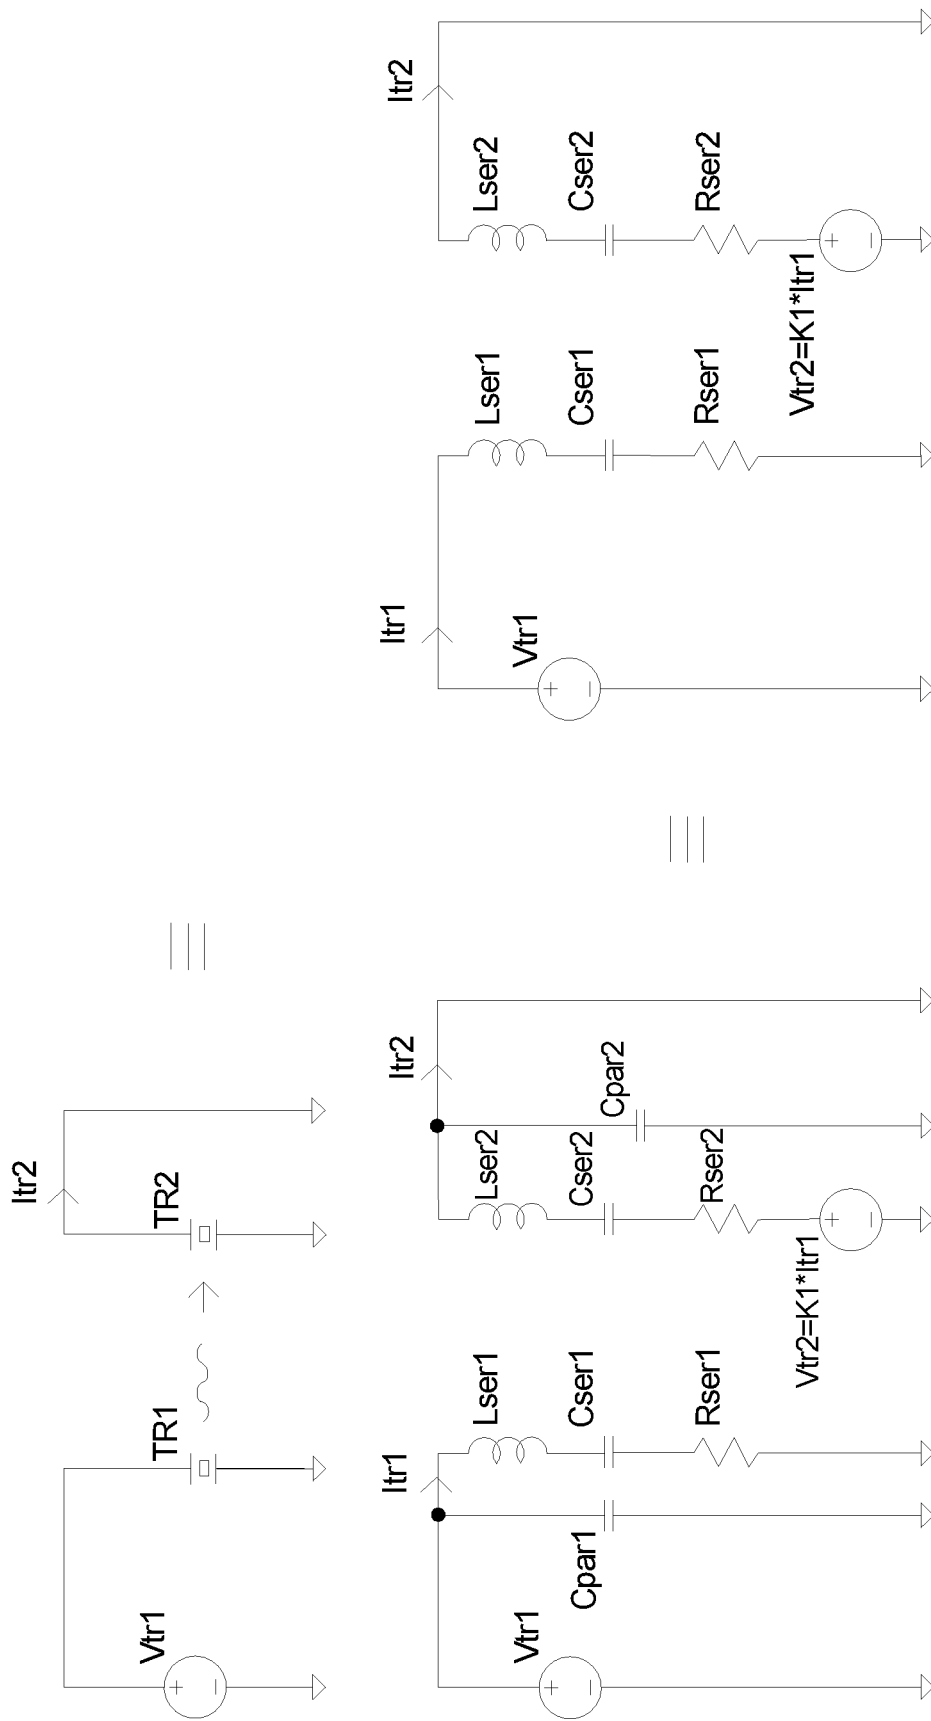 Vtr1
TR1
TR2
Itr2
Vtr1
Cpar1
Itr1
Lser1
Cser1
Rser1
Vtr2=K1*Itr1
Lser2
Cser2
Rser2
Cpar2
Itr2
Vtr1
Itr1
Lser1
Cser1
Rser1
Vtr2=K1*Itr1
Lser2
Cser2
Rser2
Itr2